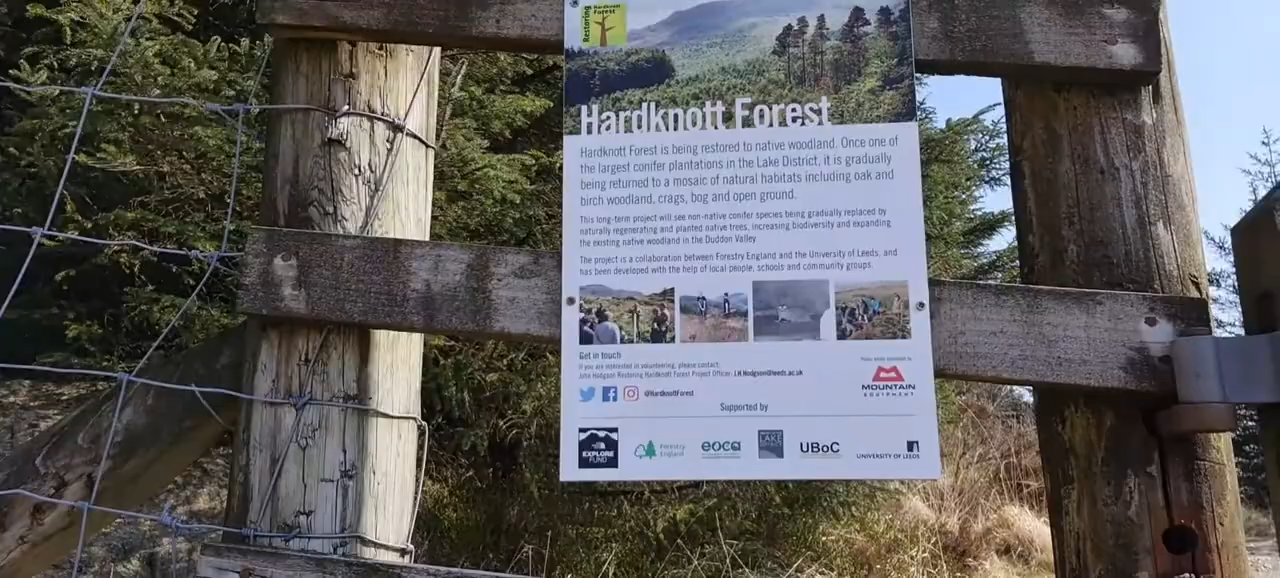 Restoring
Hardknott
Forest
Hardknott Forest
Hardknott Forest is being restored to native woodland. Once one of
the largest conifer plantations in the Lake District, it is gradually
being returned to a mosaic of natural habitats including oak and
birch woodland, crags, bog and open ground.
This long-term project will see non-native conifer species being gradually replaced by
naturally regenerating and planted native trees, increasing biodiversity and expanding
the existing native woodland in the Duddon Valley
The project is a collaboration between Forestry England and the University of Leeds, and
has been developed with the help of local people, schools and community groups.
Get in touch
If you are interested in volunteering, please contact:
John Hodgson Restoring Hardknott Forest Project Officer: J.H.Hodgson@leeds.ac.uk
@HardknottForest
MOUNTAIN
EQUIPMENT
Supported by
EXPLORE
FUND
Forestry
England
eoca
LAKE
DISTRICT
UBoC
UNIVERSITY OF LEEDS